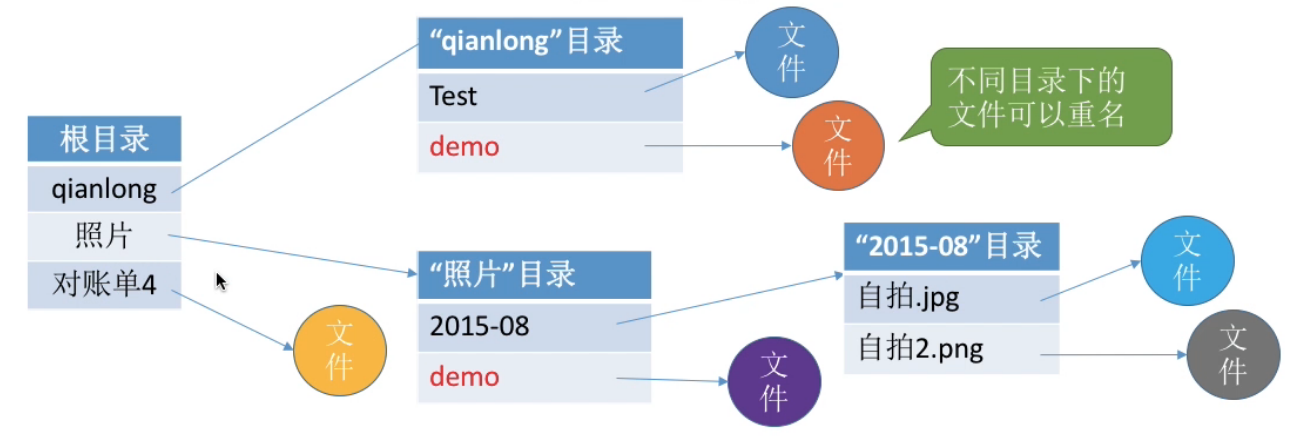 根目录
qianlong
照片
对账单4
文
件
“qianlong”目录
Test
demo
文
件
文
件
不同目录下的
文件可以重名
“照片”目录
2015-08
demo
文
件
“2015-08”目录
自拍.jpg
自拍2.png
文
件
文
件